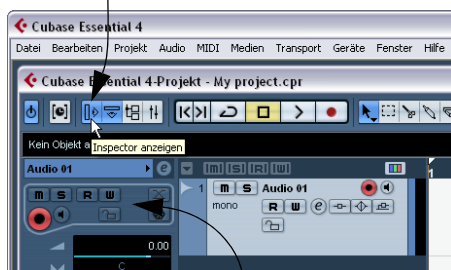 Cubase Essential 4
Datei Bearbeiten Projekt Audio MIDI Medien Transport Geräte Fenster Hilfe
Cubase Essential 4-Projekt - My project.cpr
Kein Objekt a
Inspector anzeigen
Audio 01 e m S R W
M S R W
0.00
C
1 m S Audio 01
mono R W e
1